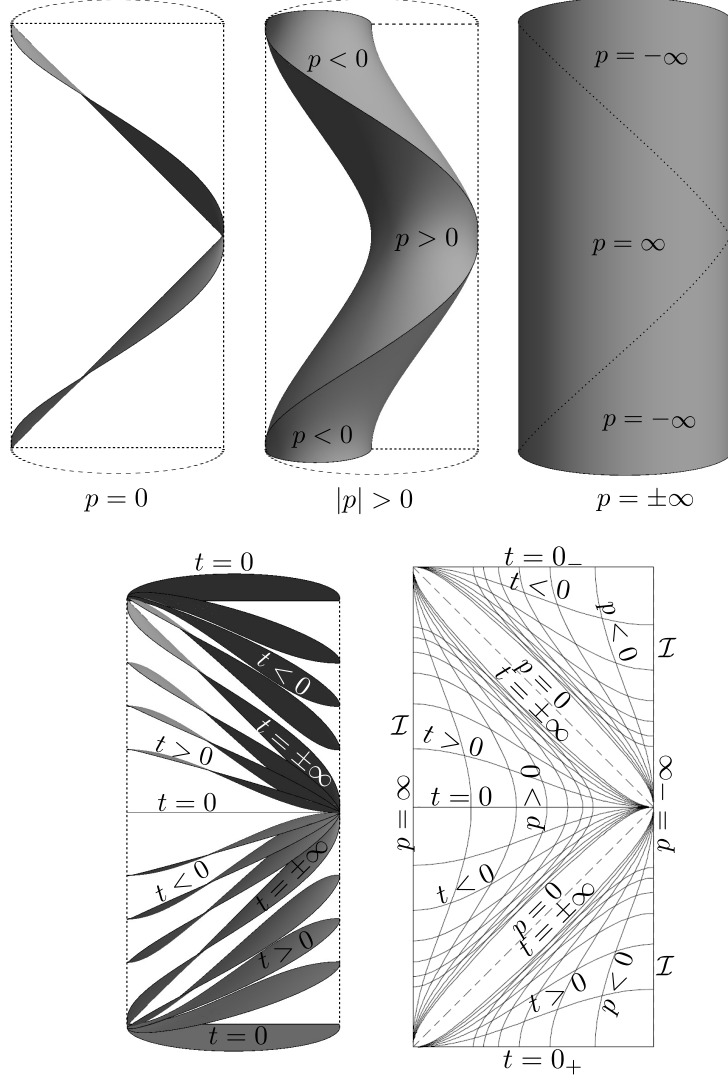 p < 0
p = −∞
p > 0
p = ∞
p < 0
p = −∞
p = 0
|p| > 0
p = ±∞
t = 0
t < 0
t = ±∞
t > 0
t = 0
t < 0
t = ±∞
t > 0
t = 0
t = 0₋
t < 0
p < 0
ℐ
p = 0
t = ±∞
ℐ
t > 0
p = ∞
t = 0
p > 0
p = −∞
t < 0
p = 0
t = ±∞
ℐ
t < 0
p < 0
t = 0₊